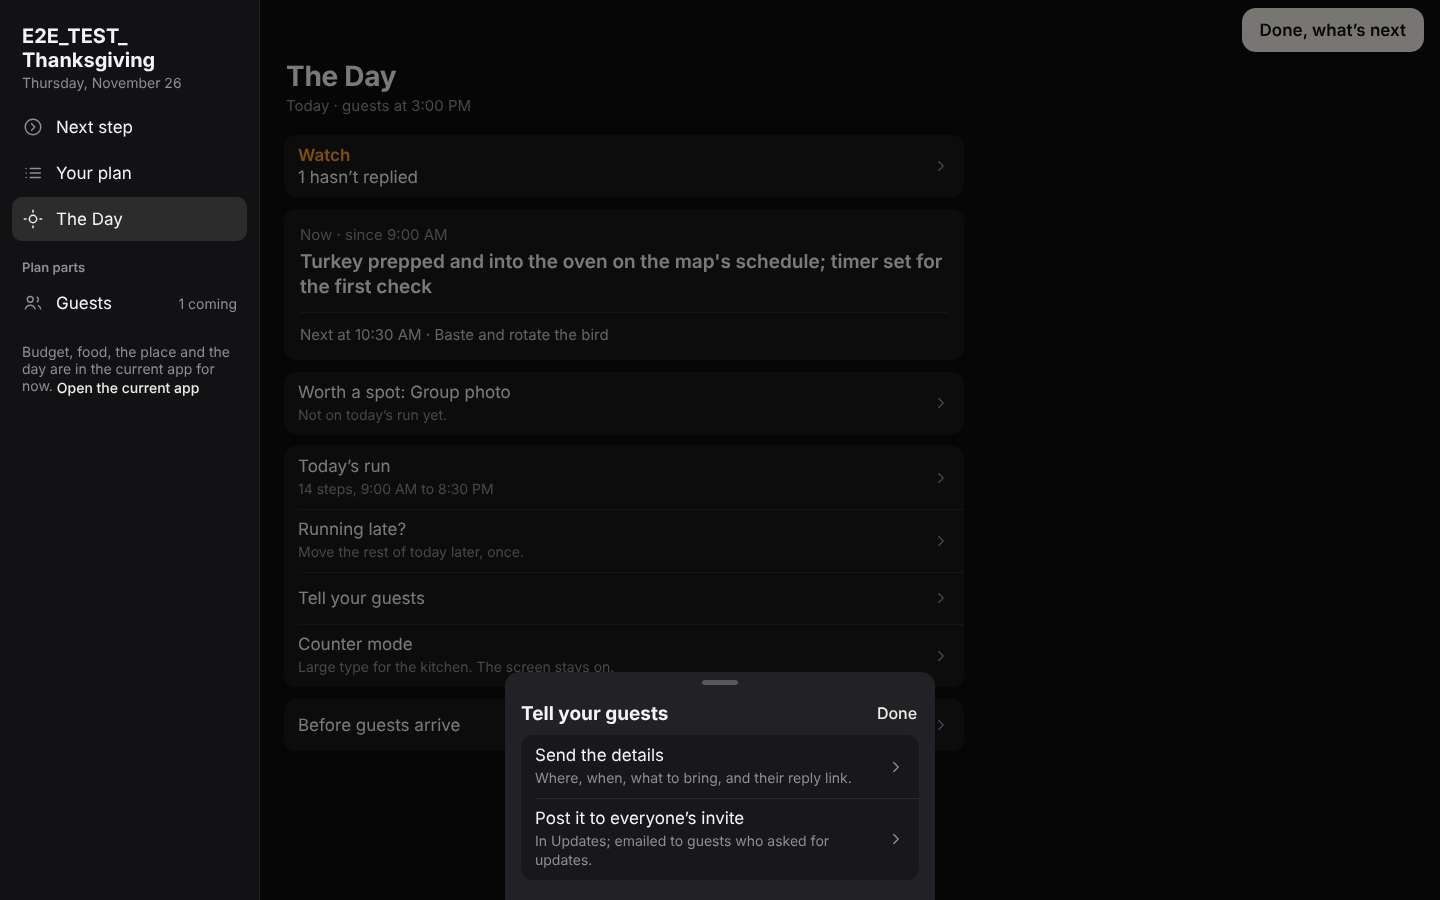 E2E_TEST_
Thanksgiving
Thursday, November 26
Next step
Your plan
The Day
Plan parts
Guests
1 coming
Budget, food, the place and the
day are in the current app for
now. Open the current app
Done, what’s next
The Day
Today · guests at 3:00 PM
Watch
1 hasn’t replied
Now · since 9:00 AM
Turkey prepped and into the oven on the map's schedule; timer set for
the first check
Next at 10:30 AM · Baste and rotate the bird
Worth a spot: Group photo
Not on today’s run yet.
Today’s run
14 steps, 9:00 AM to 8:30 PM
Running late?
Move the rest of today later, once.
Tell your guests
Counter mode
Large type for the kitchen. The screen stays on.
Before guests arrive
Tell your guests
Done
Send the details
Where, when, what to bring, and their reply link.
Post it to everyone’s invite
In Updates; emailed to guests who asked for
updates.